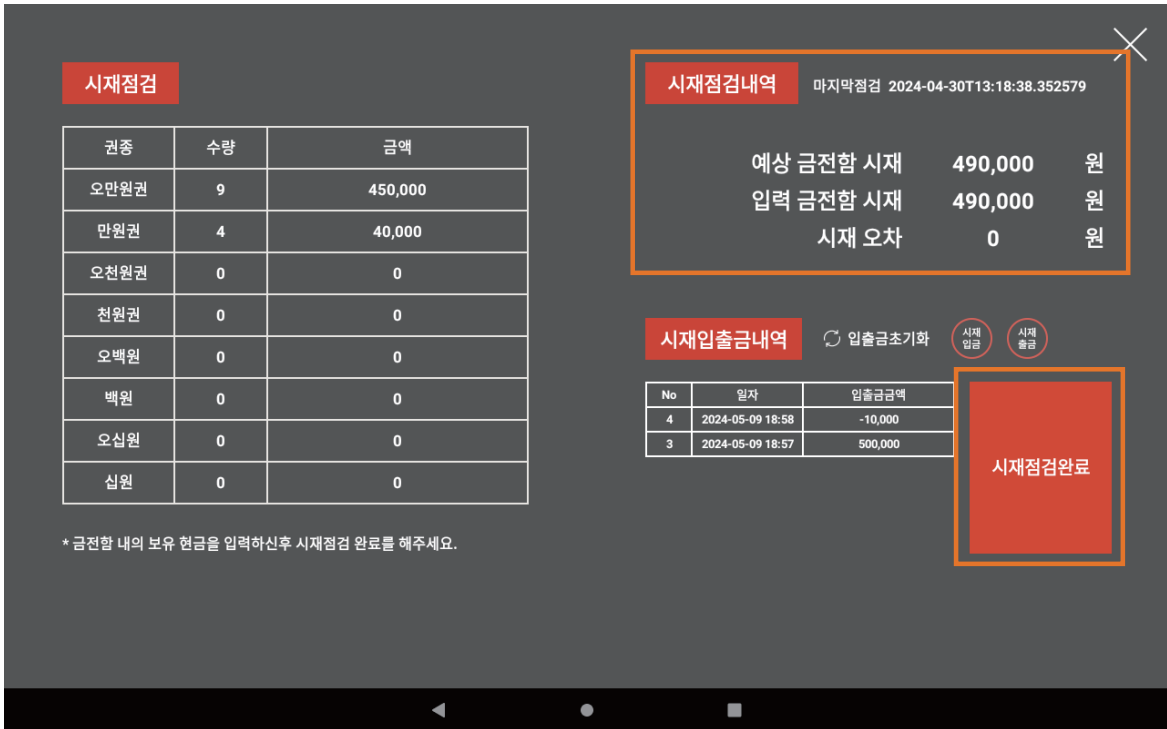 시재점검
권종 수량 금액
오만원권 9 450,000
만원권 4 40,000
오천원권 0 0
천원권 0 0
오백원 0 0
백원 0 0
오십원 0 0
십원 0 0
* 금전함 내의 보유 현금을 입력하신후 시재점검 완료를 해주세요.
시재점검내역 마지막점검 2024-04-30T13:18:38.352579
예상 금전함 시재 490,000 원
입력 금전함 시재 490,000 원
시재 오차 0 원
시재입출금내역 입출금초기화
시재
입금
시재
출금
No 일자 입출금금액
4 2024-05-09 18:58 -10,000
3 2024-05-09 18:57 500,000
시재점검완료